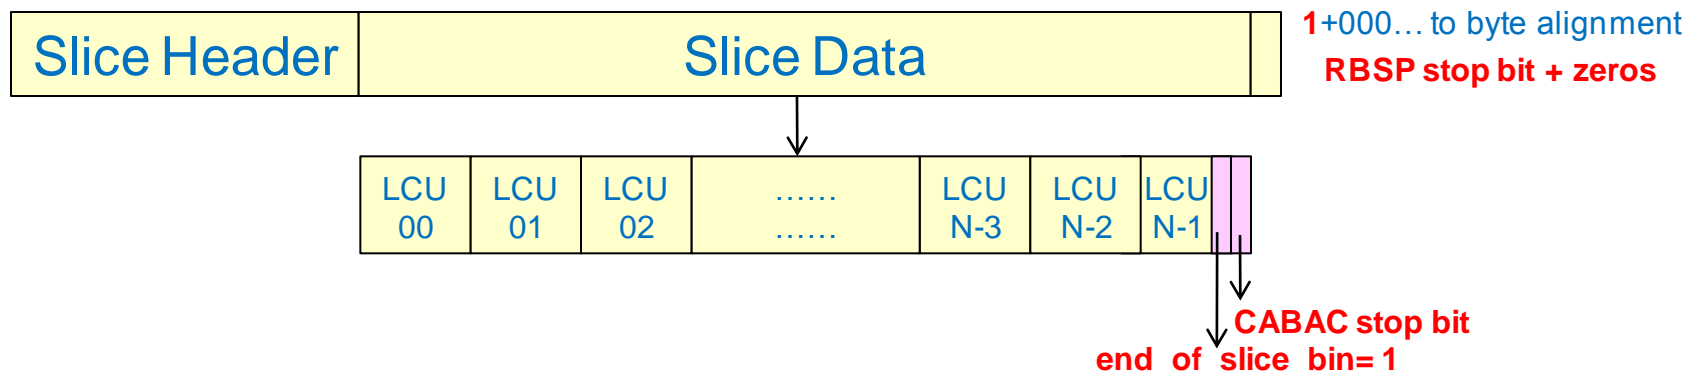 Slice Header
Slice Data
1+000... to byte alignment
RBSP stop bit + zeros
LCU 00
LCU 01
LCU 02
......
......
LCU N-3
LCU N-2
LCU N-1
CABAC stop bit
end of slice bin= 1